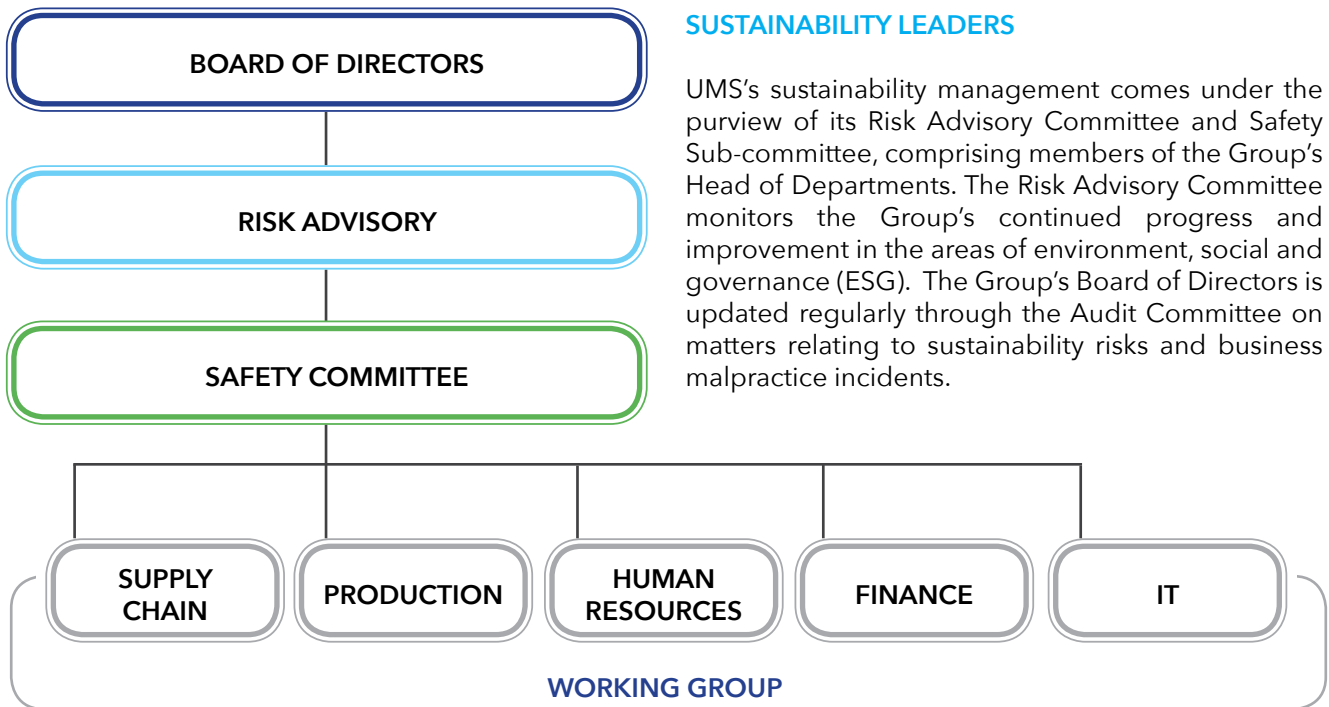 BOARD OF DIRECTORS
RISK ADVISORY
SAFETY COMMITTEE
SUSTAINABILITY LEADERS
UMS’s sustainability management comes under the
purview of its Risk Advisory Committee and Safety
Sub-committee, comprising members of the Group’s
Head of Departments. The Risk Advisory Committee
monitors the Group’s continued progress and
improvement in the areas of environment, social and
governance (ESG). The Group’s Board of Directors is
updated regularly through the Audit Committee on
matters relating to sustainability risks and business
malpractice incidents.
SUPPLY
CHAIN
PRODUCTION
HUMAN
RESOURCES
FINANCE
IT
WORKING GROUP